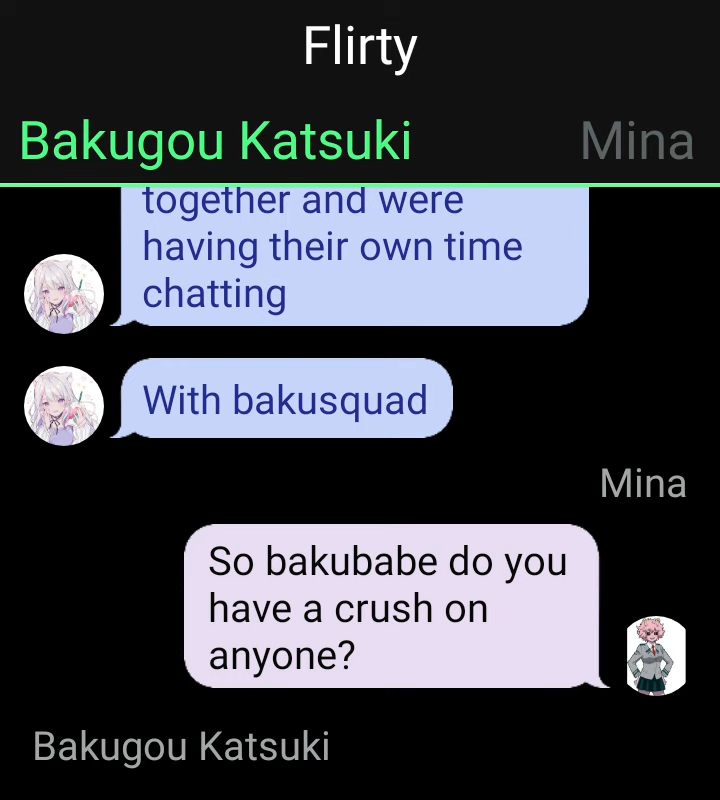 Flirty
Bakugou Katsuki
Mina
together and were
having their own time
chatting
With bakusquad
Mina
So bakubabe do you
have a crush on
anyone?
Bakugou Katsuki